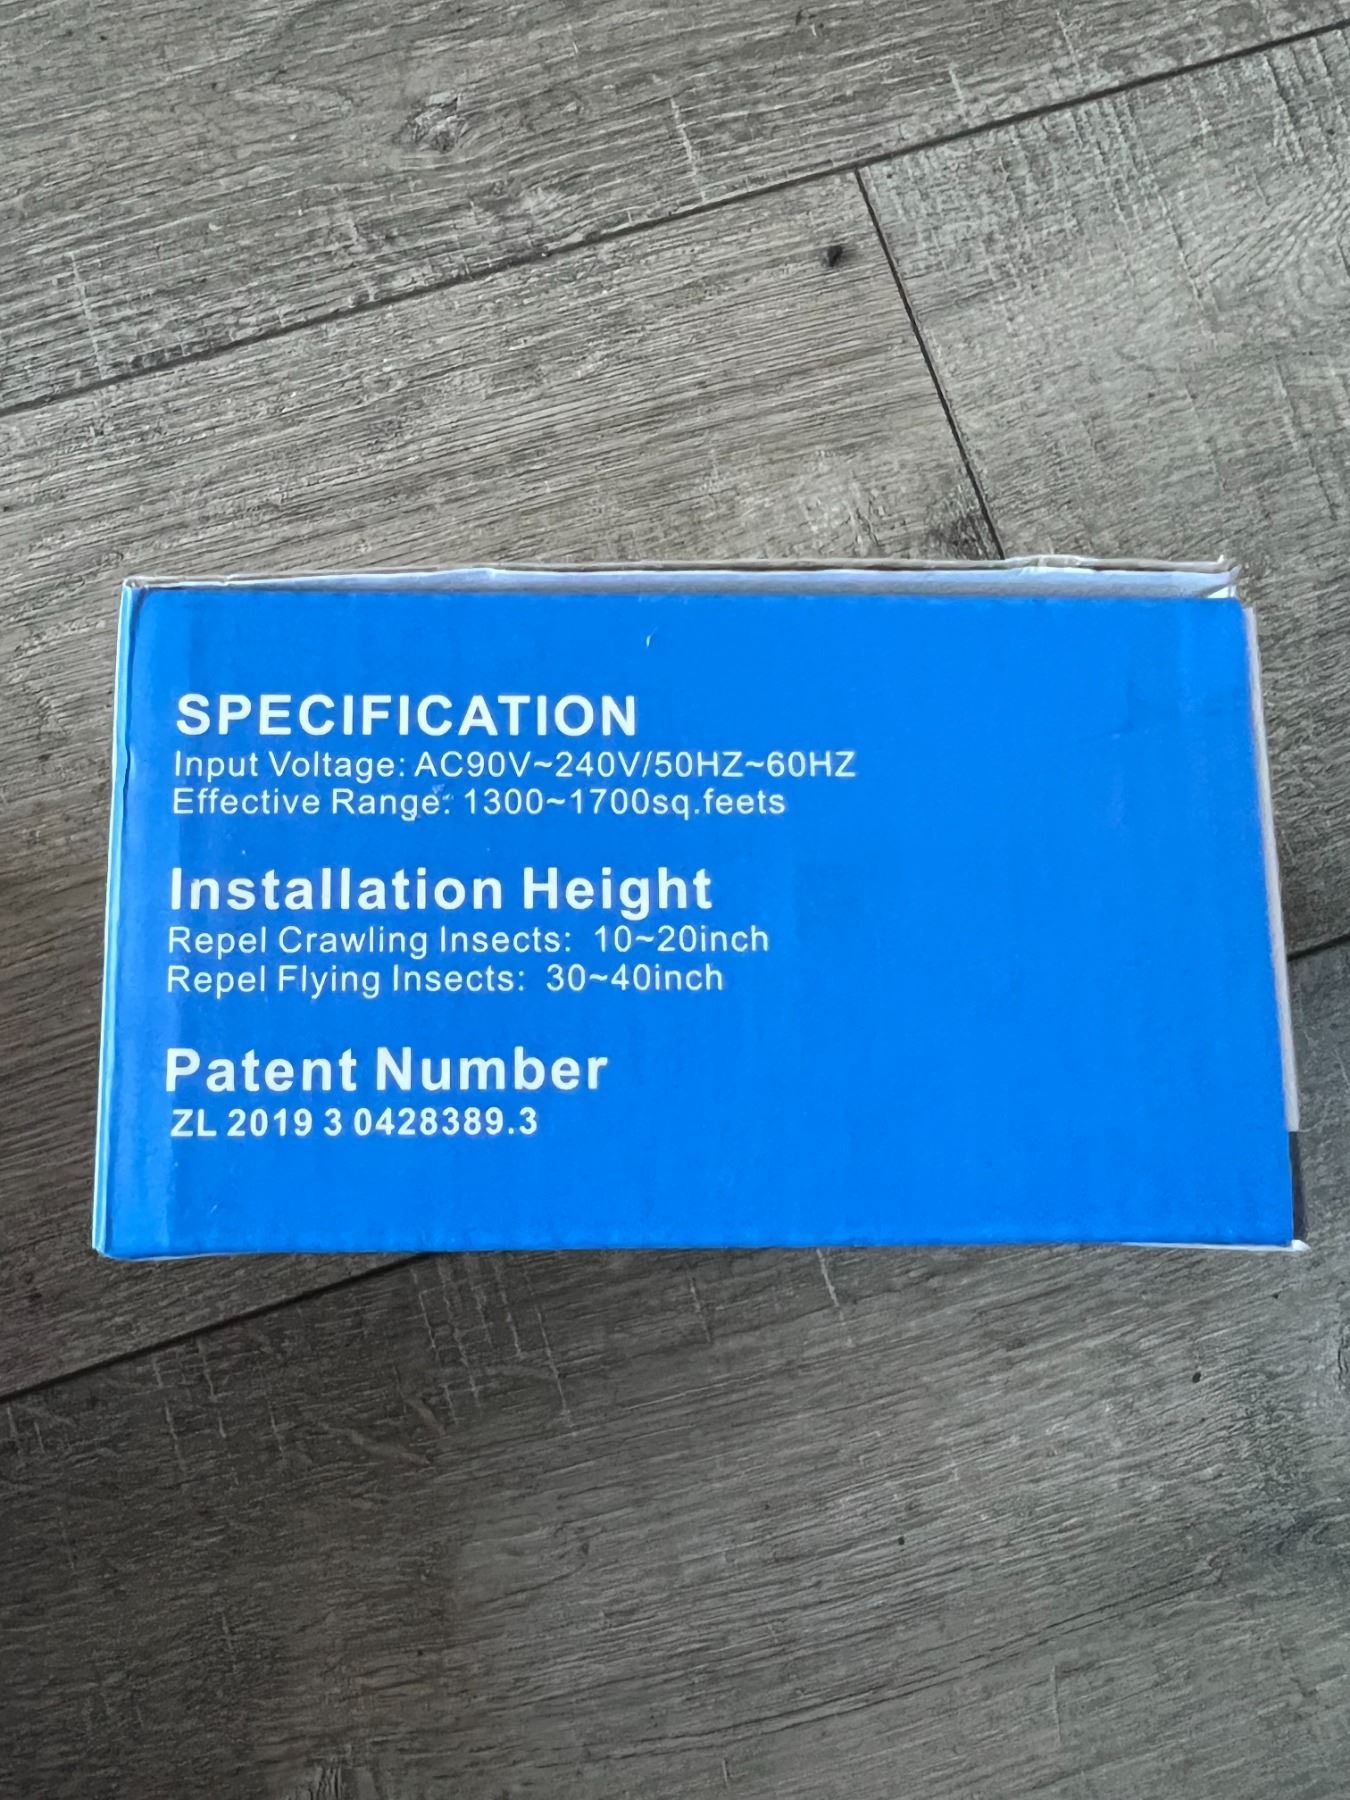 SPECIFICATION
Input Voltage: AC90V~240V/50HZ~60HZ
Effective Range: 1300~1700sq.feets
Installation Height
Repel Crawling Insects: 10~20inch
Repel Flying Insects: 30~40inch
Patent Number
ZL 2019 3 0428389.3